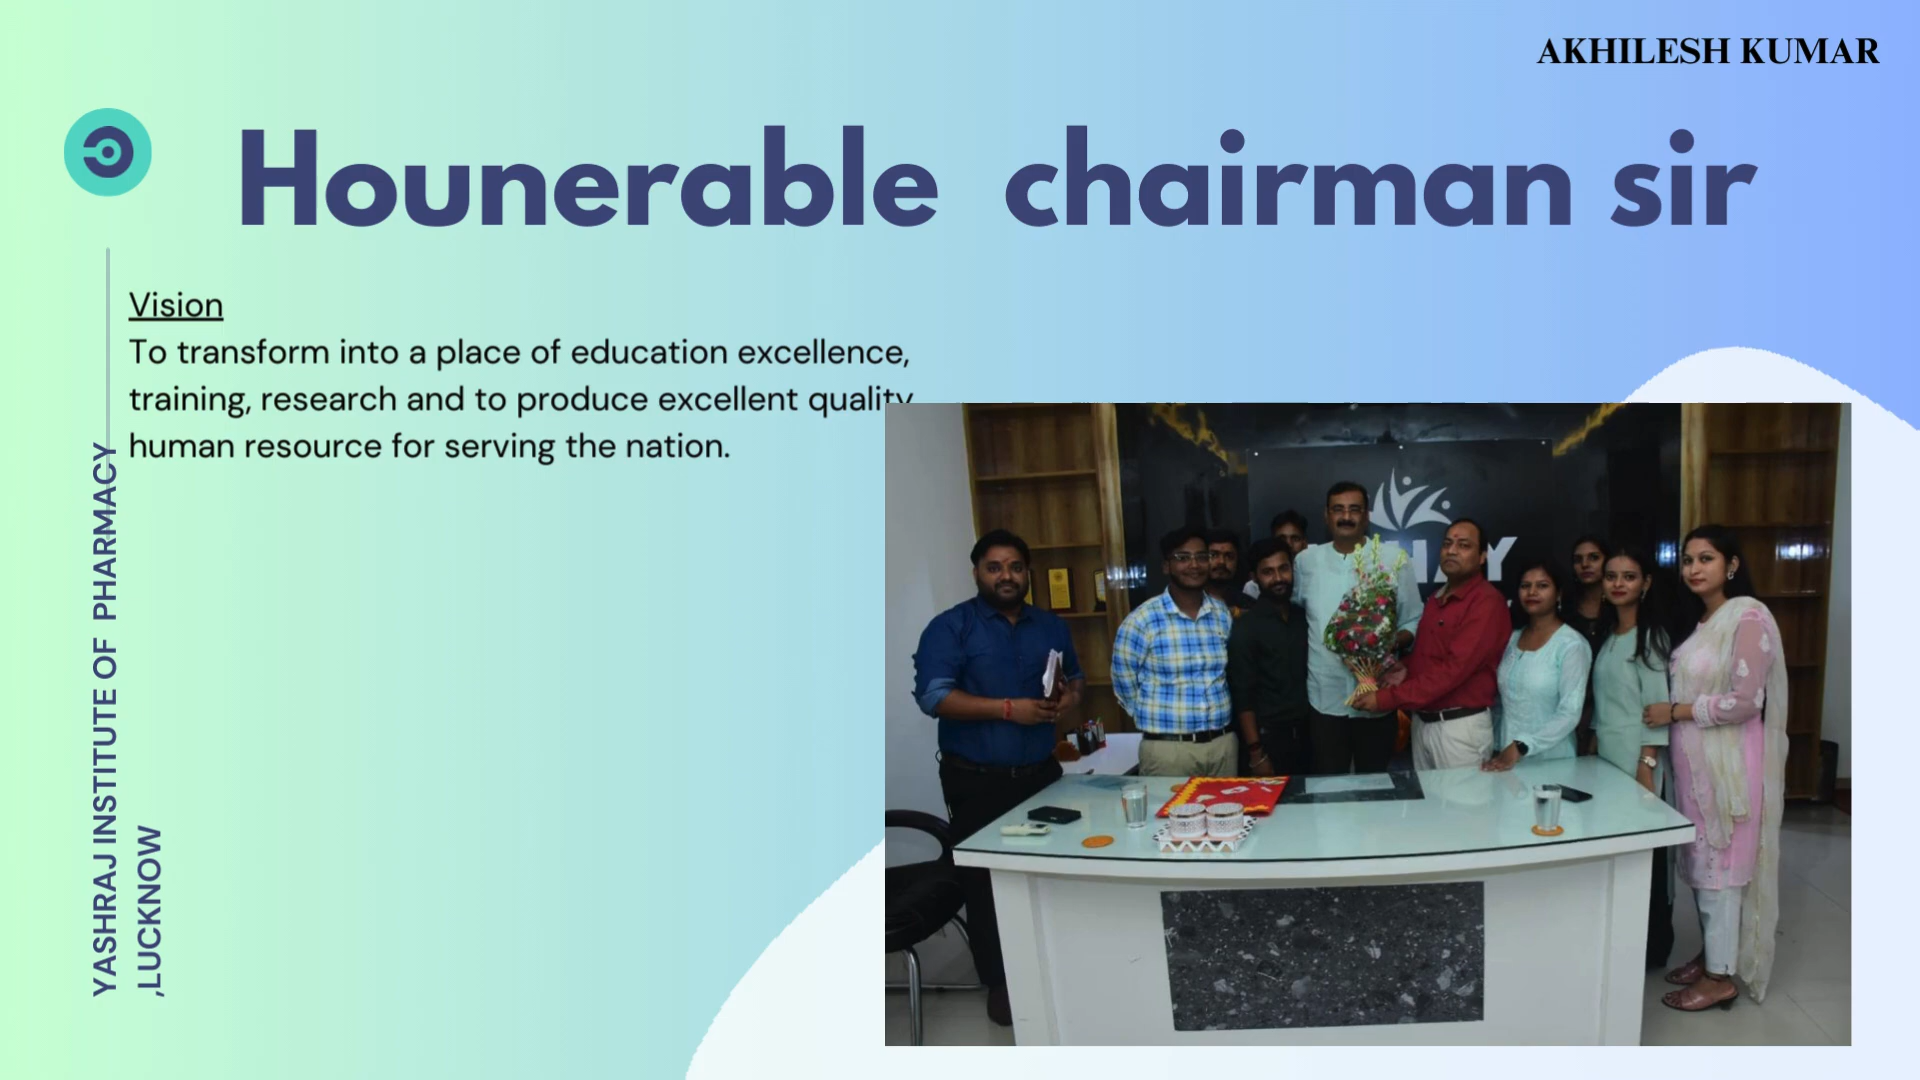 AKHILESH KUMAR
Hounerable chairman sir
Vision
To transform into a place of education excellence,
training, research and to produce excellent quality
human resource for serving the nation.
YASHRAJ INSTITUTE OF PHARMACY
,LUCKNOW